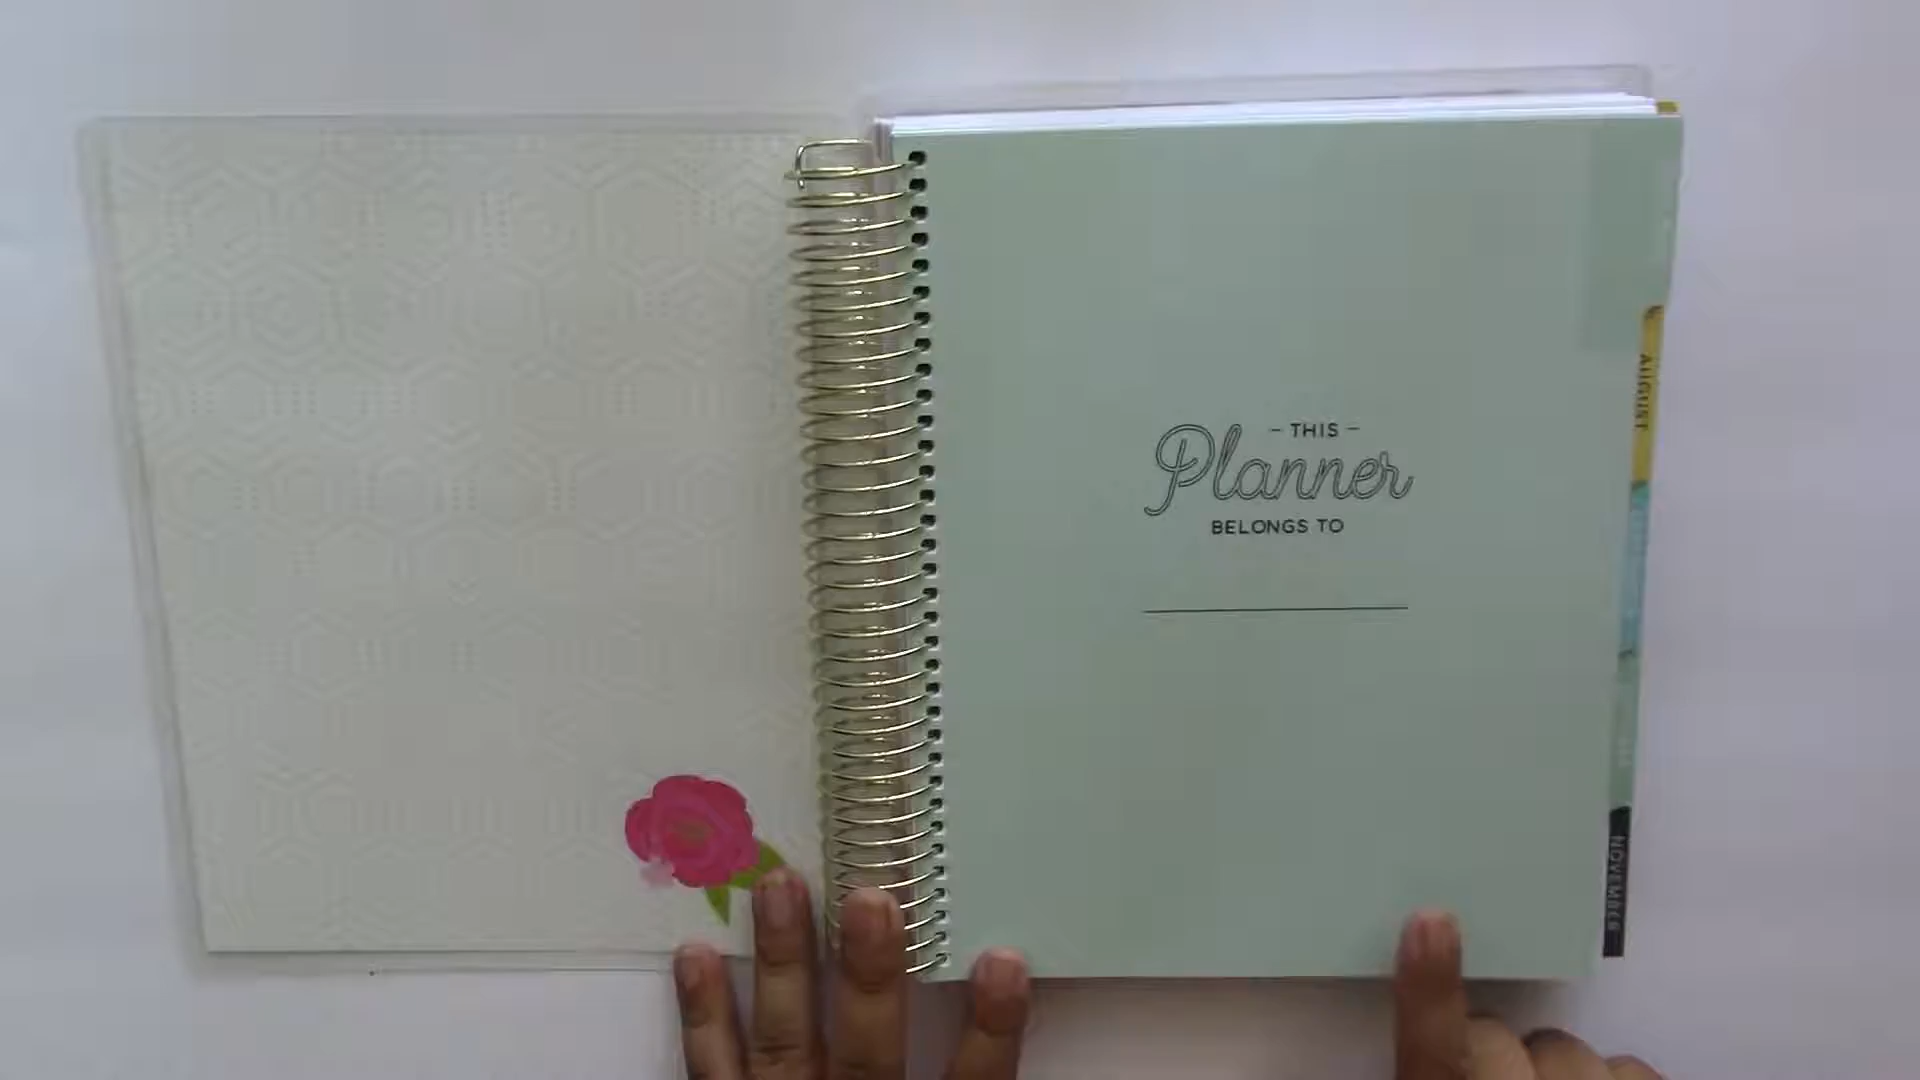 — THIS —
Planner
BELONGS TO
AUGUST
NOVEMBER